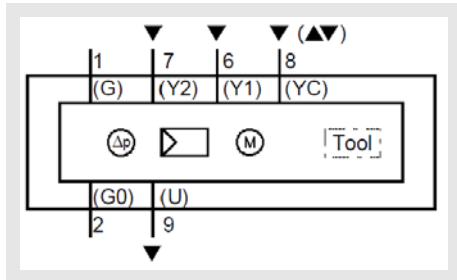 ▼ ▼ ▼ (▲▼)
1 7 6 8
(G) (Y2) (Y1) (YC)
Δp M Tool
(G0) (U)
2 9
▼